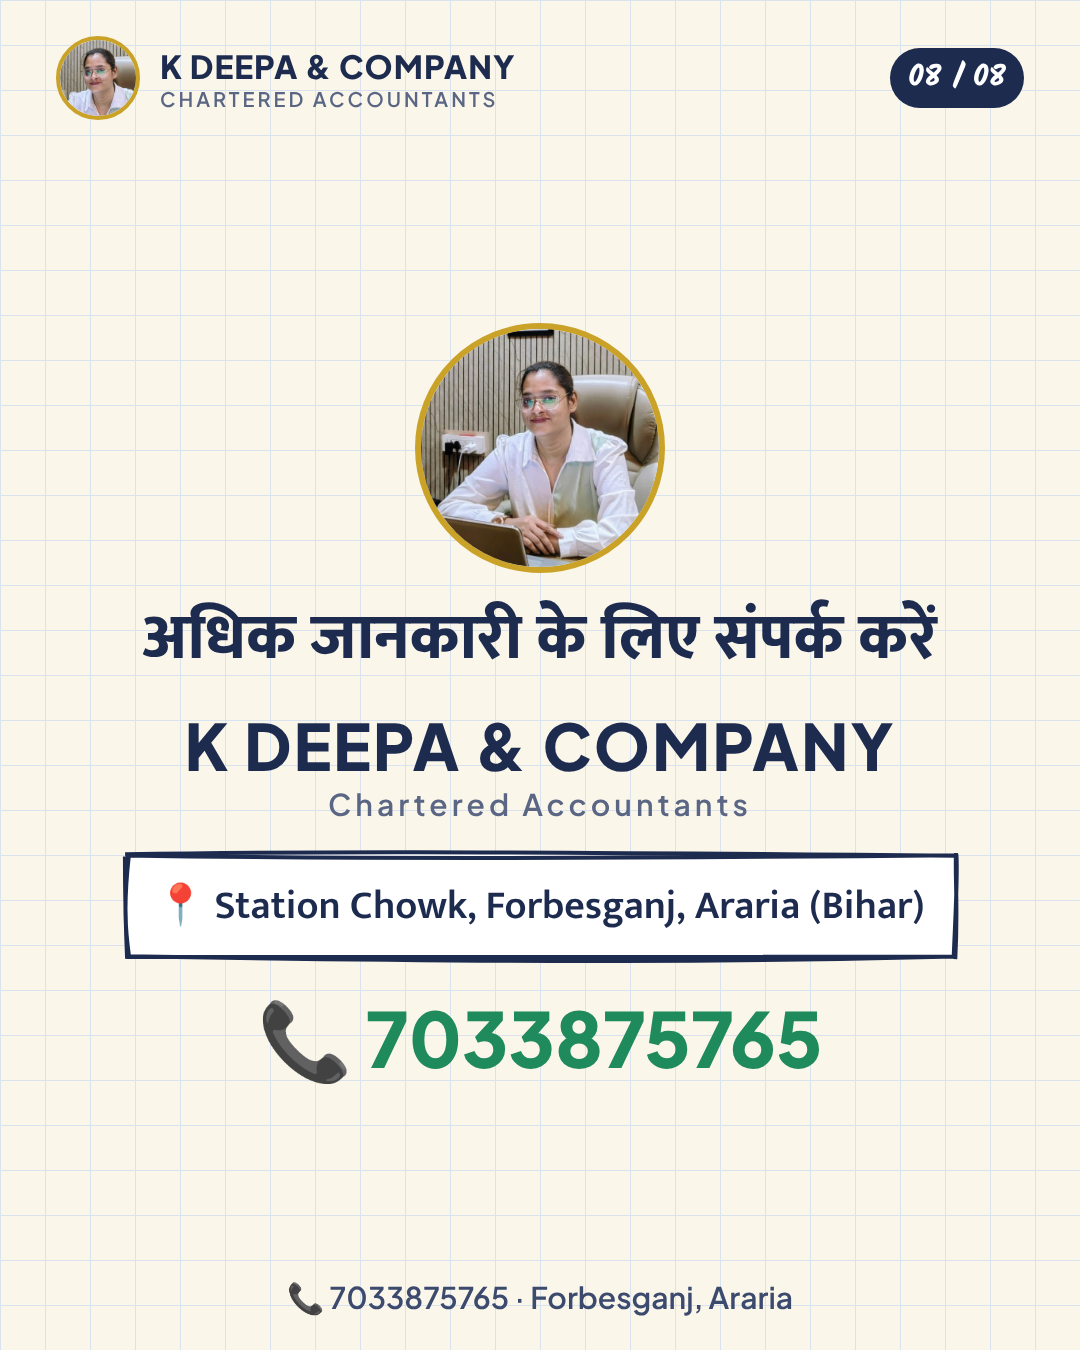 K DEEPA & COMPANY
CHARTERED ACCOUNTANTS
08 / 08
अधिक जानकारी के लिए संपर्क करें
K DEEPA & COMPANY
Chartered Accountants
📍 Station Chowk, Forbesganj, Araria (Bihar)
📞 7033875765
📞 7033875765 · Forbesganj, Araria